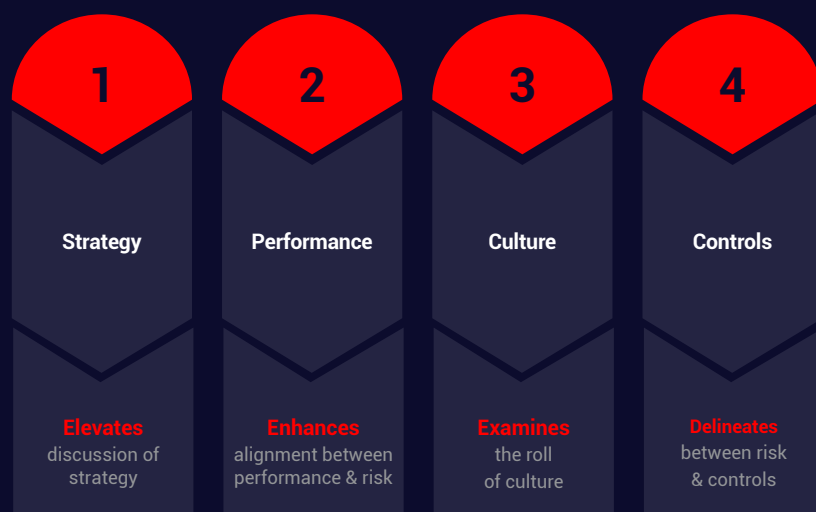 1
Strategy
Elevates
discussion of
strategy
2
Performance
Enhances
alignment between
performance & risk
3
Culture
Examines
the roll
of culture
4
Controls
Delineates
between risk
& controls